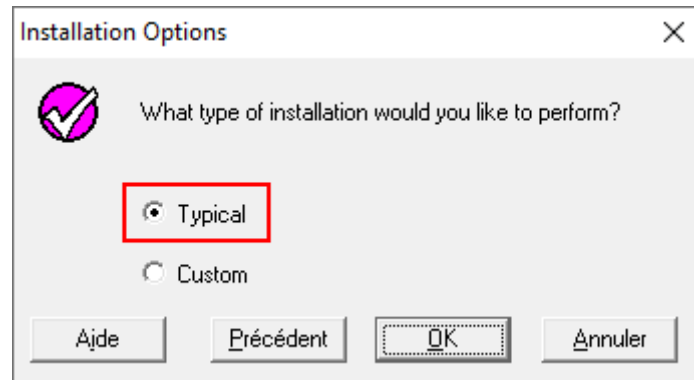 Installation Options
What type of installation would you like to perform?
Typical
Custom
Aide Précédent OK Annuler